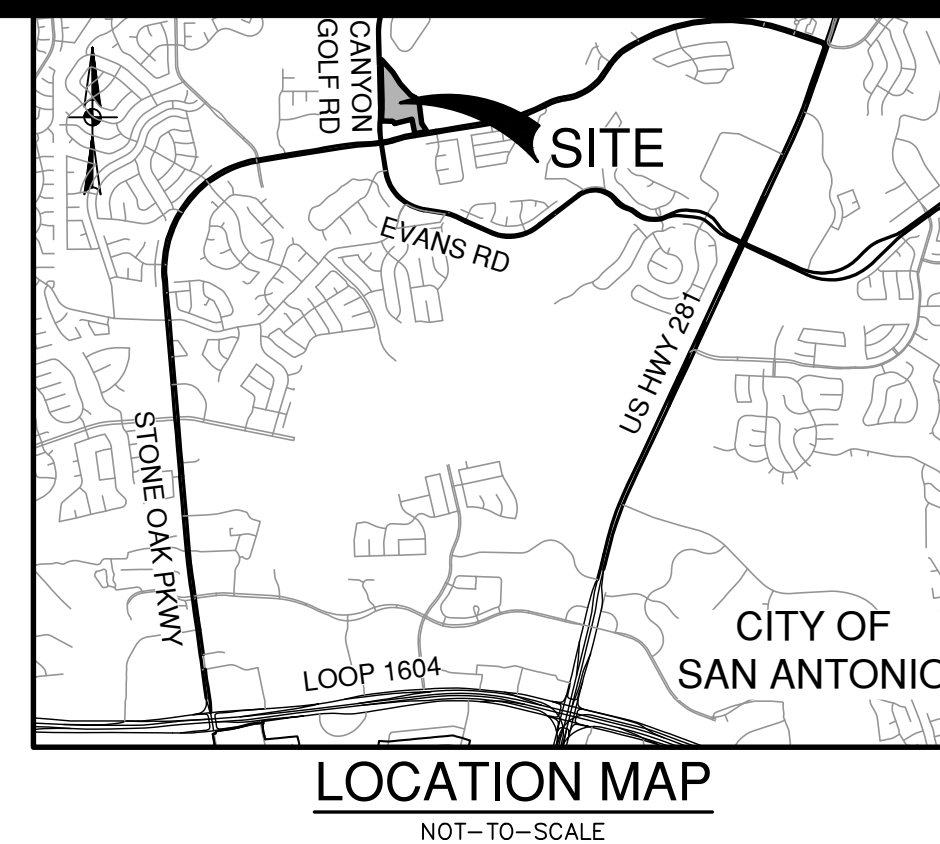 CANYON
GOLF RD
SITE
EVANS RD
US HWY 281
STONE OAK PKWY
CITY OF
SAN ANTONIO
LOOP 1604
LOCATION MAP
NOT-TO-SCALE